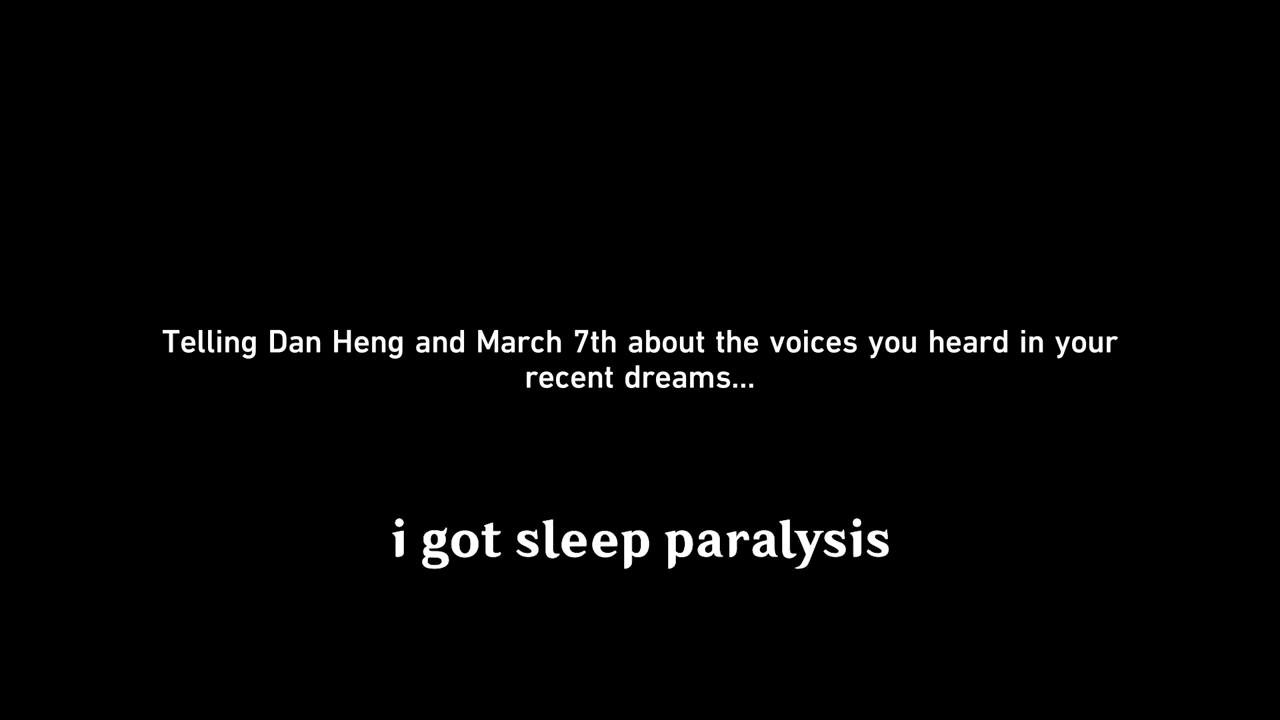 Telling Dan Heng and March 7th about the voices you heard in your
recent dreams...
i got sleep paralysis